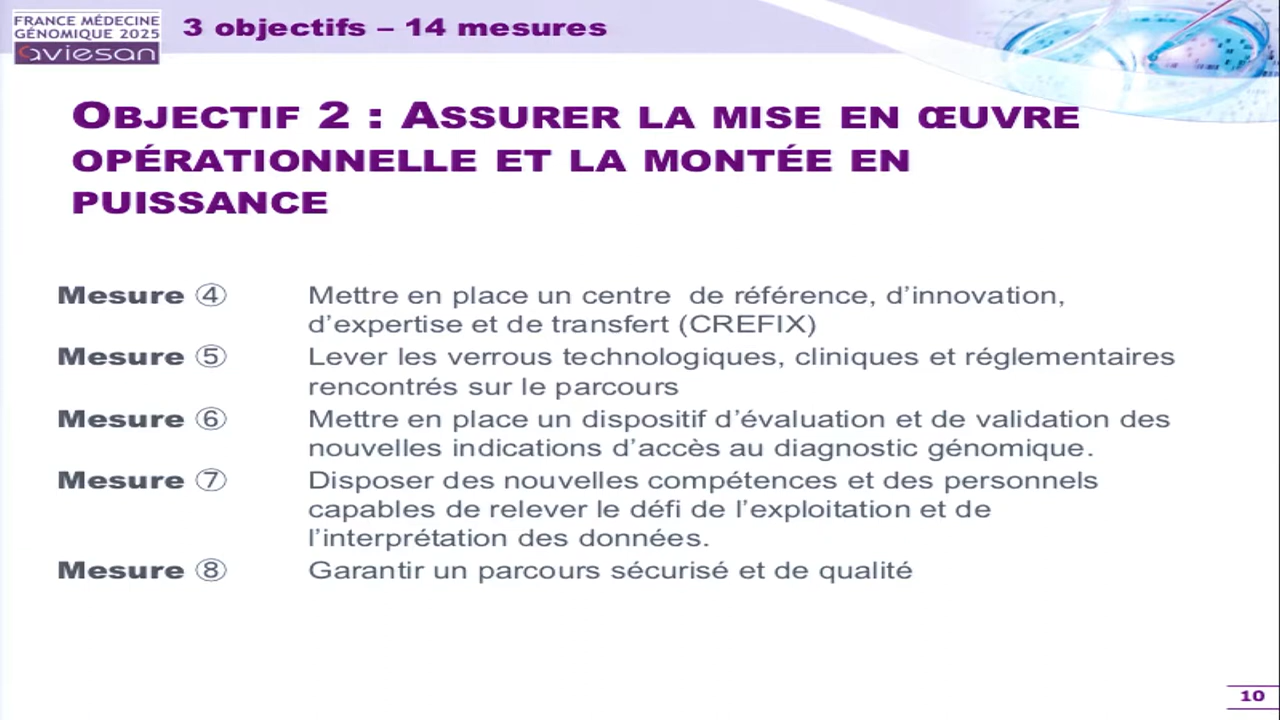 FRANCE MÉDECINE
GÉNOMIQUE 2025
aviesan
3 objectifs – 14 mesures
OBJECTIF 2 : ASSURER LA MISE EN ŒUVRE
OPÉRATIONNELLE ET LA MONTÉE EN
PUISSANCE
Mesure ④ Mettre en place un centre de référence, d’innovation,
d’expertise et de transfert (CREFIX)
Mesure ⑤ Lever les verrous technologiques, cliniques et réglementaires
rencontrés sur le parcours
Mesure ⑥ Mettre en place un dispositif d’évaluation et de validation des
nouvelles indications d’accès au diagnostic génomique.
Mesure ⑦ Disposer des nouvelles compétences et des personnels
capables de relever le défi de l’exploitation et de
l’interprétation des données.
Mesure ⑧ Garantir un parcours sécurisé et de qualité
10